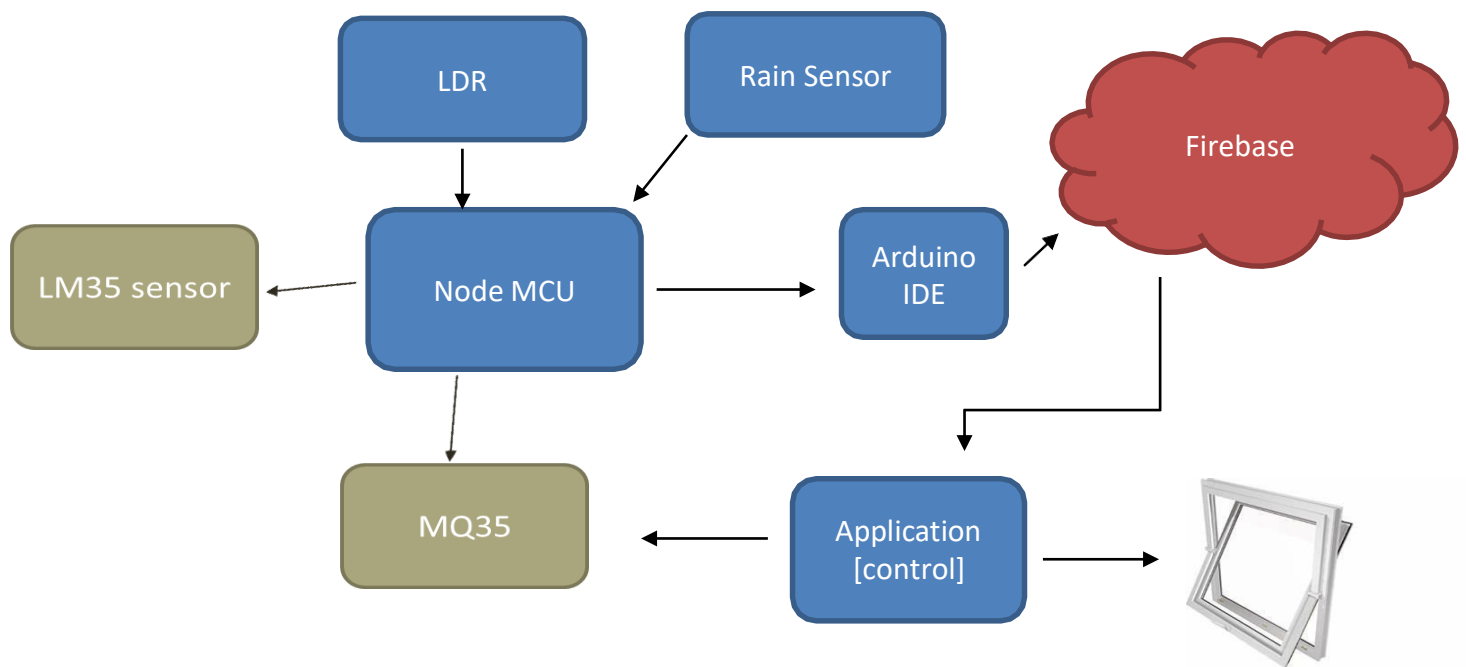 LDR
Rain Sensor
Firebase
LM35 sensor
Node MCU
Arduino
IDE
MQ35
Application
[control]